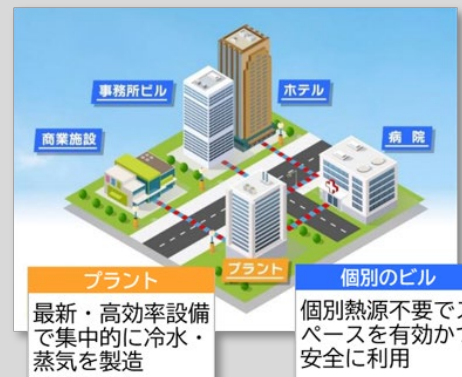 事務所ビル
ホテル
商業施設
病院
プラント
プラント
最新・高効率設備
で集中的に冷水・
蒸気を製造
個別のビル
個別熱源不要でス
ペースを有効かつ
安全に利用